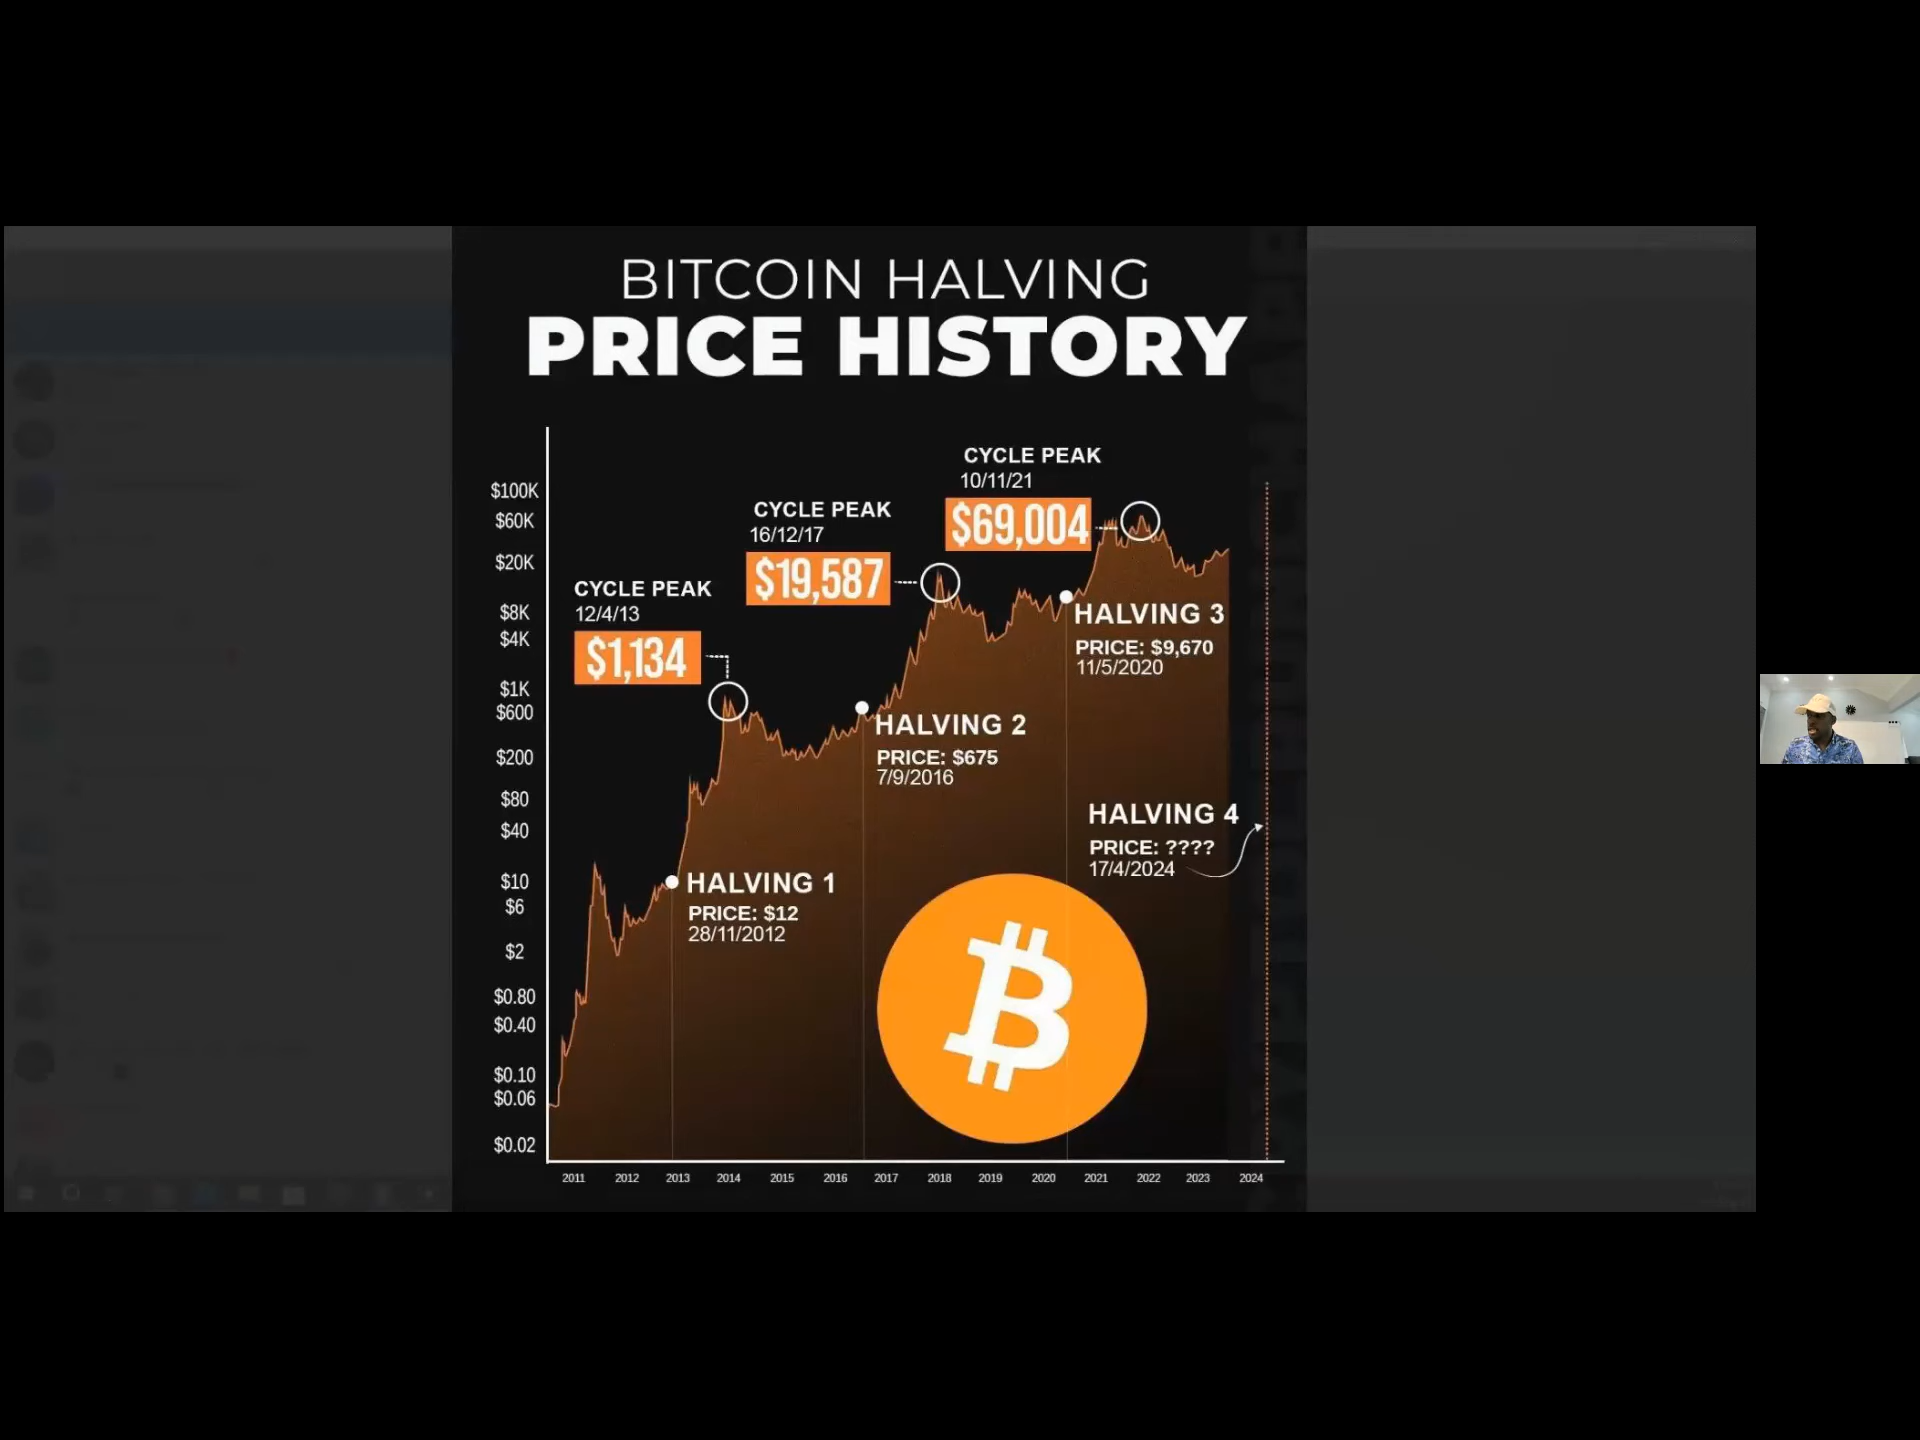 BITCOIN HALVING
PRICE HISTORY
CYCLE PEAK
10/11/21
$69,004
CYCLE PEAK
16/12/17
$19,587
CYCLE PEAK
12/4/13
$1,134
$100K
$60K
$20K
$8K
$4K
$1K
$600
$200
$80
$40
$10
$6
$2
$0.80
$0.40
$0.10
$0.06
$0.02
HALVING 3
PRICE: $9,670
11/5/2020
HALVING 2
PRICE: $675
7/9/2016
HALVING 4
PRICE: ????
17/4/2024
HALVING 1
PRICE: $12
28/11/2012
2011 2012 2013 2014 2015 2016 2017 2018 2019 2020 2021 2022 2023 2024